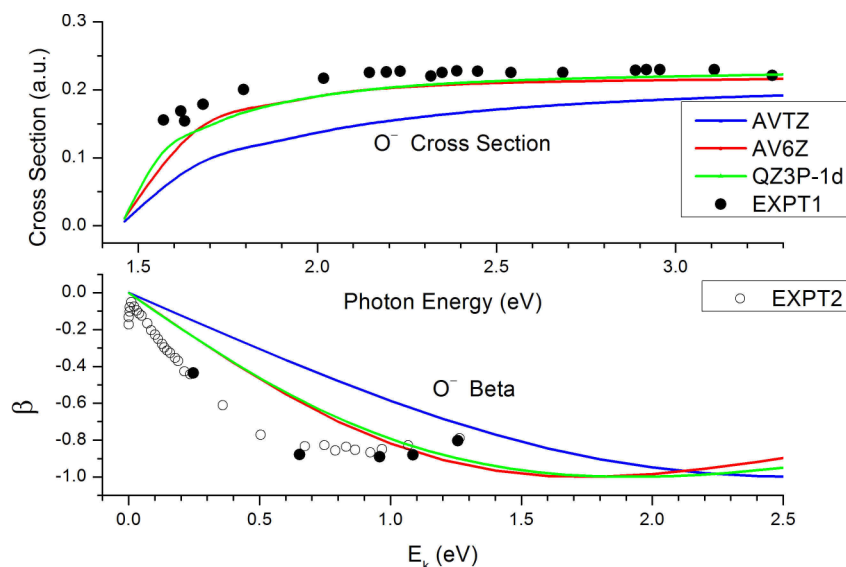 0.3
0.2
0.1
0.0
Cross Section (a.u.)
O⁻ Cross Section
AVTZ
AV6Z
QZ3P-1d
EXPT1
1.5 2.0 2.5 3.0
Photon Energy (eV)
EXPT2
0.0
-0.2
-0.4
-0.6
-0.8
-1.0
β
O⁻ Beta
0.0 0.5 1.0 1.5 2.0 2.5
Eₖ (eV)